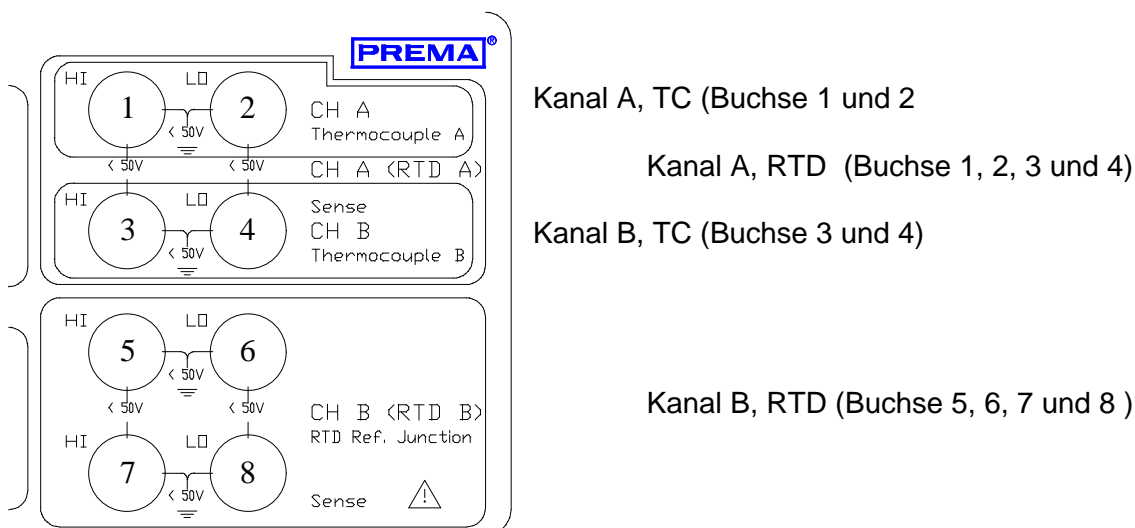 PREMA®
HI LO
1 2 CH A
< 50V Thermocouple A
< 50V < 50V CH A (RTD A)
HI LO Sense
3 4 CH B
< 50V Thermocouple B
HI LO
5 6
< 50V
< 50V < 50V CH B (RTD B)
HI LO RTD Ref. Junction
7 8
< 50V Sense
Kanal A, TC (Buchse 1 und 2
Kanal A, RTD (Buchse 1, 2, 3 und 4)
Kanal B, TC (Buchse 3 und 4)
Kanal B, RTD (Buchse 5, 6, 7 und 8 )